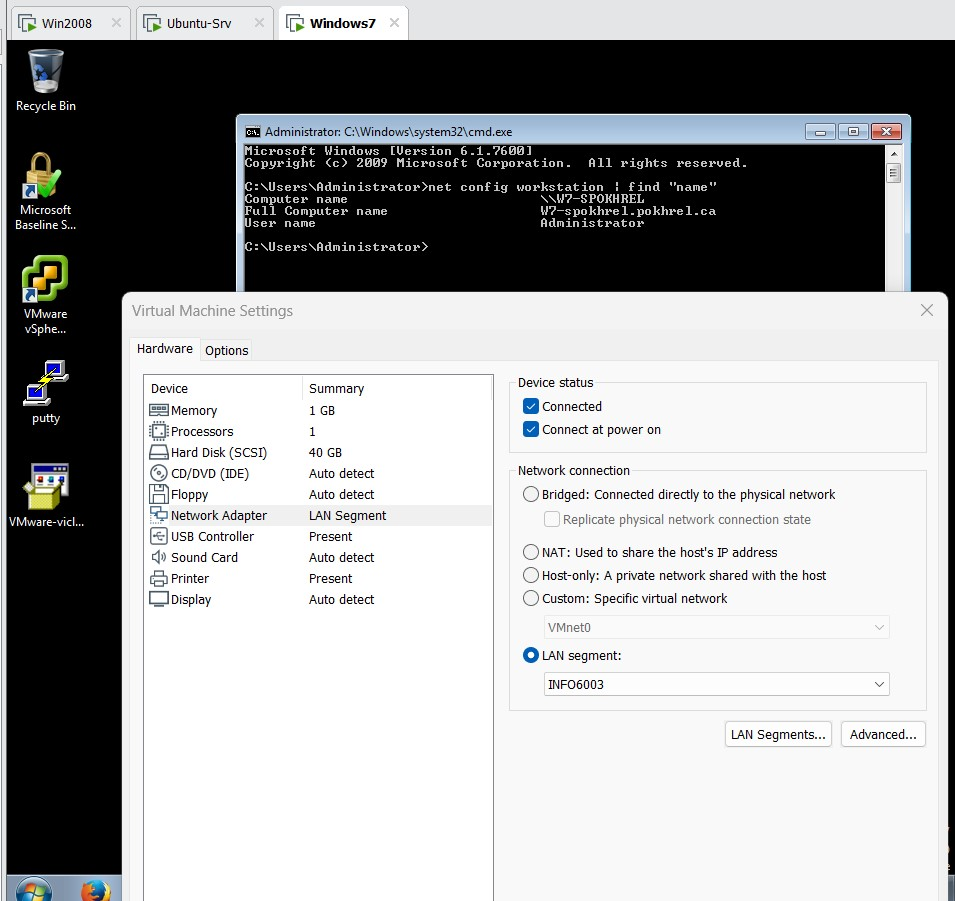 Win2008
Ubuntu-Srv
Windows7
Recycle Bin
Microsoft
Baseline S...
VMware
vSphe...
putty
VMware-vicl...
Administrator: C:\Windows\system32\cmd.exe
Microsoft Windows [Version 6.1.7600]
Copyright (c) 2009 Microsoft Corporation.  All rights reserved.
C:\Users\Administrator>net config workstation | find "name"
Computer name \\W7-SPOKHREL
Full Computer name W7-spokhrel.pokhrel.ca
User name Administrator
C:\Users\Administrator>
Virtual Machine Settings
Hardware
Options
Device Summary
Memory 1 GB
Processors 1
Hard Disk (SCSI) 40 GB
CD/DVD (IDE) Auto detect
Floppy Auto detect
Network Adapter LAN Segment
USB Controller Present
Sound Card Auto detect
Printer Present
Display Auto detect
Device status
Connected
Connect at power on
Network connection
Bridged: Connected directly to the physical network
Replicate physical network connection state
NAT: Used to share the host's IP address
Host-only: A private network shared with the host
Custom: Specific virtual network
VMnet0
LAN segment:
INFO6003
LAN Segments...
Advanced...